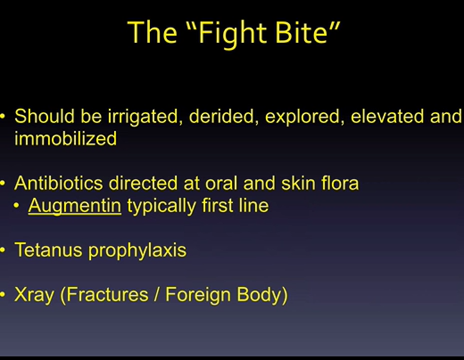 The “Fight Bite”
• Should be irrigated, derided, explored, elevated and
immobilized
• Antibiotics directed at oral and skin flora
• Augmentin typically first line
• Tetanus prophylaxis
• Xray (Fractures / Foreign Body)